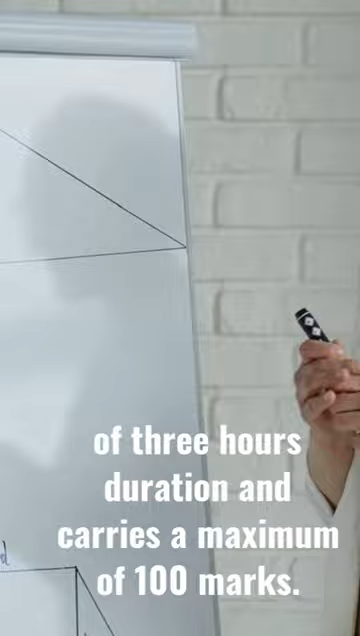 of three hours
duration and
carries a maximum
of 100 marks.